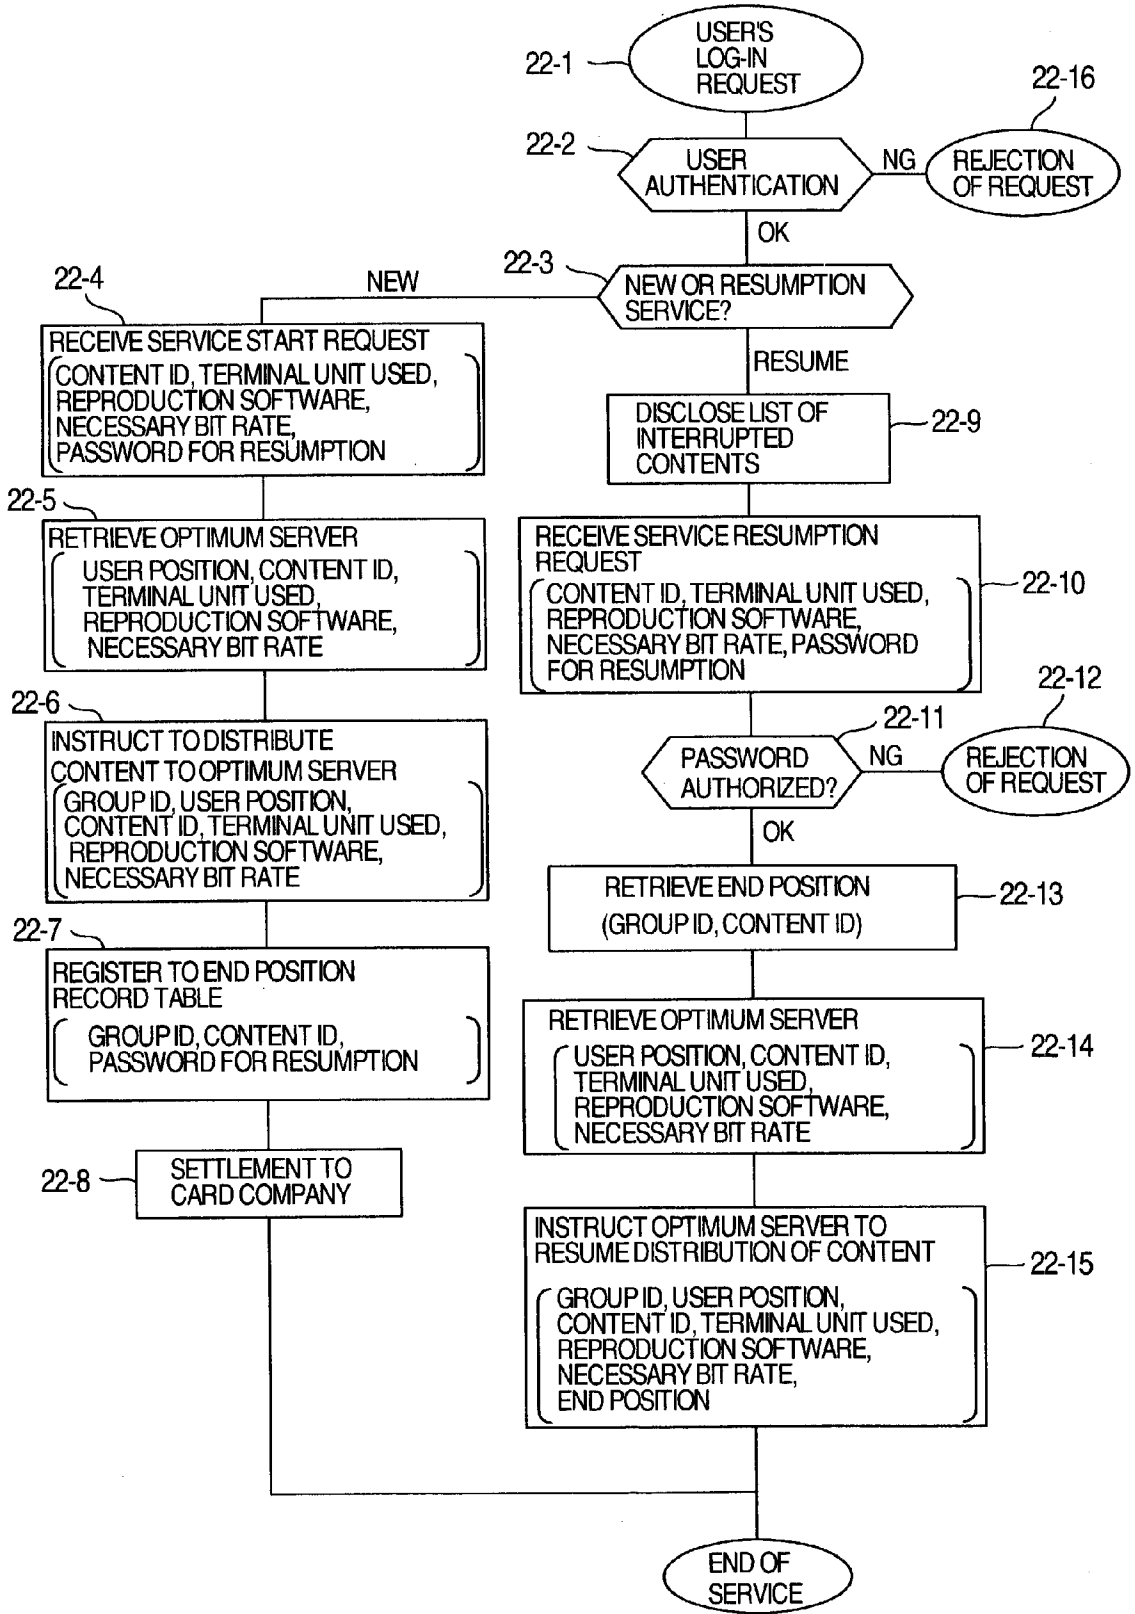 USER'S
LOG-IN
REQUEST
22-1
22-16
22-2
USER
AUTHENTICATION
NG
REJECTION
OF REQUEST
OK
22-3
NEW OR RESUMPTION
SERVICE?
NEW
22-4
RECEIVE SERVICE START REQUEST
CONTENT ID, TERMINAL UNIT USED,
REPRODUCTION SOFTWARE,
NECESSARY BIT RATE,
PASSWORD FOR RESUMPTION
RESUME
DISCLOSE LIST OF
INTERRUPTED
CONTENTS
22-9
22-5
RETRIEVE OPTIMUM SERVER
USER POSITION, CONTENT ID,
TERMINAL UNIT USED,
REPRODUCTION SOFTWARE,
NECESSARY BIT RATE
RECEIVE SERVICE RESUMPTION
REQUEST
CONTENT ID, TERMINAL UNIT USED,
REPRODUCTION SOFTWARE,
NECESSARY BIT RATE, PASSWORD
FOR RESUMPTION
22-10
22-6
INSTRUCT TO DISTRIBUTE
CONTENT TO OPTIMUM SERVER
GROUP ID, USER POSITION,
CONTENT ID, TERMINAL UNIT USED,
REPRODUCTION SOFTWARE,
NECESSARY BIT RATE
22-11
PASSWORD
AUTHORIZED?
NG
22-12
REJECTION
OF REQUEST
OK
RETRIEVE END POSITION
(GROUP ID, CONTENT ID)
22-13
22-7
REGISTER TO END POSITION
RECORD TABLE
GROUP ID, CONTENT ID,
PASSWORD FOR RESUMPTION
RETRIEVE OPTIMUM SERVER
USER POSITION, CONTENT ID,
TERMINAL UNIT USED,
REPRODUCTION SOFTWARE,
NECESSARY BIT RATE
22-14
22-8
SETTLEMENT TO
CARD COMPANY
INSTRUCT OPTIMUM SERVER TO
RESUME DISTRIBUTION OF CONTENT
GROUP ID, USER POSITION,
CONTENT ID, TERMINAL UNIT USED,
REPRODUCTION SOFTWARE,
NECESSARY BIT RATE,
END POSITION
22-15
END OF
SERVICE